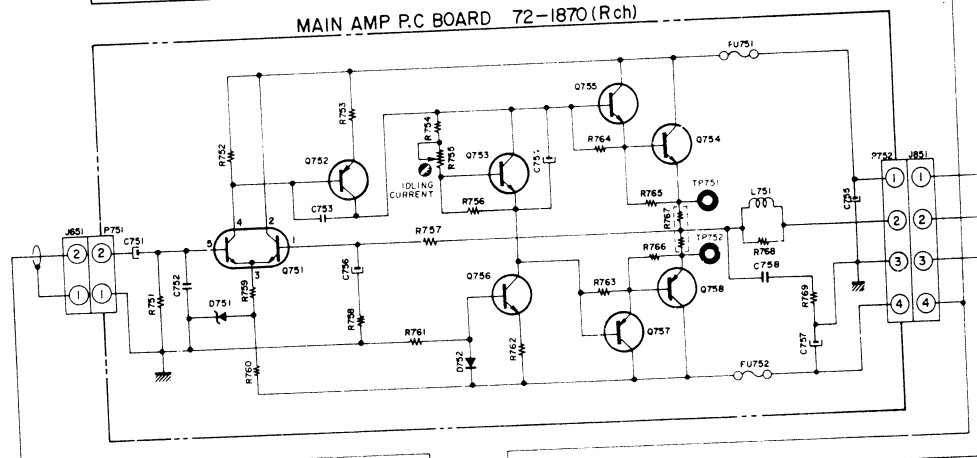 MAIN AMP P.C BOARD 72-1870 (Rch)
FU751
Q755
R753
R754
R764
Q754
P752
J851
R752
Q752
R755
Q753
IDLING
CURRENT
C753
R756
R765
TP751
L751
C755
1
1
R767
J651
P751
C751
4
2
5
1
R757
TP752
R768
2
2
2
2
3
Q751
C756
Q756
R766
C758
3
3
C752
R759
R763
Q758
R769
1
1
R751
D751
R758
R761
Q757
4
4
R762
C757
R760
D752
FU752